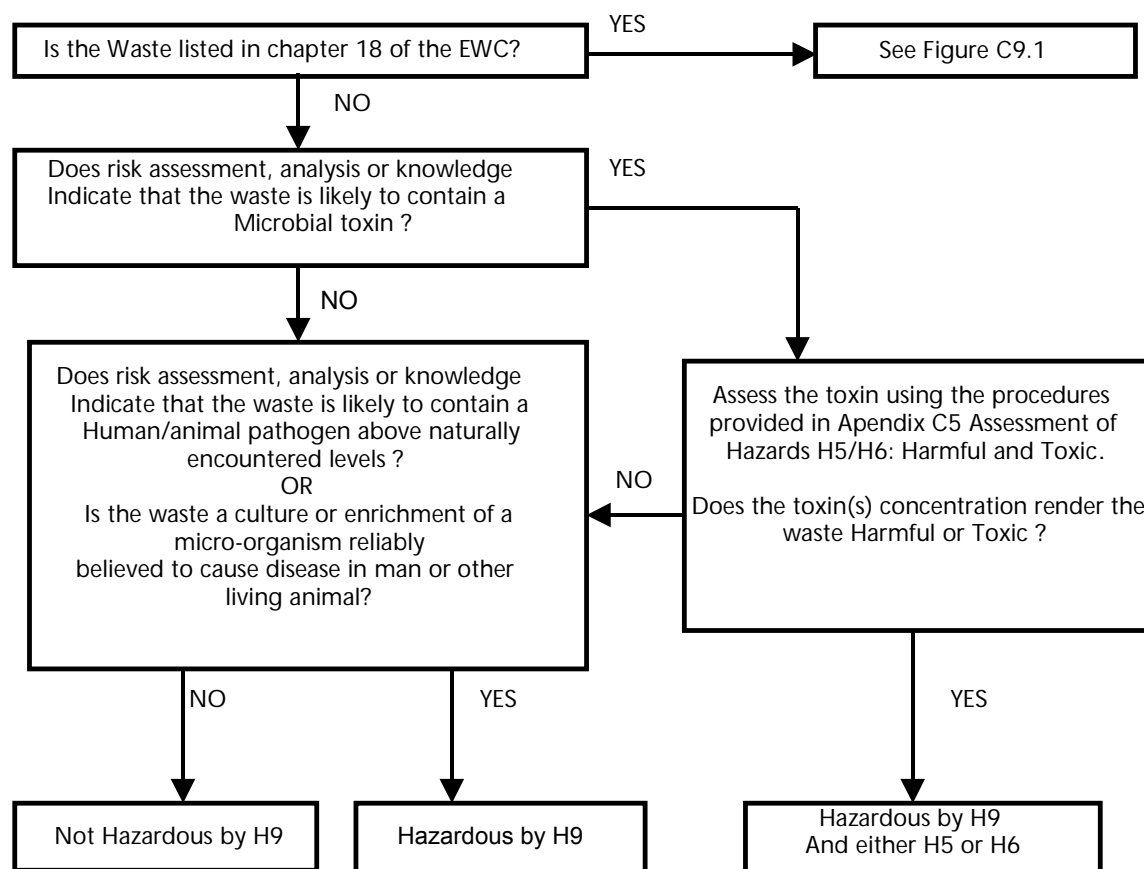 Is the Waste listed in chapter 18 of the EWC?
YES
See Figure C9.1
NO
Does risk assessment, analysis or knowledge
Indicate that the waste is likely to contain a
Microbial toxin ?
YES
NO
Does risk assessment, analysis or knowledge
Indicate that the waste is likely to contain a
Human/animal pathogen above naturally
encountered levels ?
OR
Is the waste a culture or enrichment of a
micro-organism reliably
believed to cause disease in man or other
living animal?
NO
Assess the toxin using the procedures
provided in Apendix C5 Assessment of
Hazards H5/H6: Harmful and Toxic.
Does the toxin(s) concentration render the
waste Harmful or Toxic ?
NO
YES
YES
Not Hazardous by H9
Hazardous by H9
Hazardous by H9
And either H5 or H6